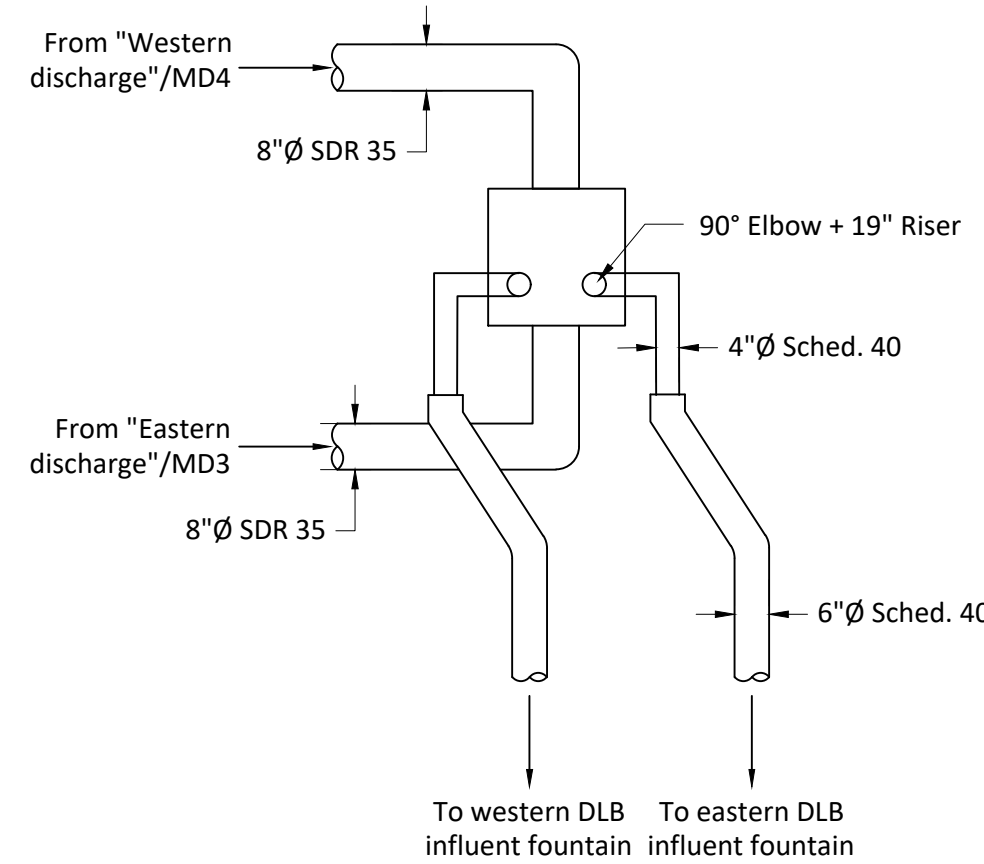 From "Western
discharge"/MD4
8"Ø SDR 35
90° Elbow + 19" Riser
4"Ø Sched. 40
From "Eastern
discharge"/MD3
8"Ø SDR 35
6"Ø Sched. 40
To western DLB
influent fountain
To eastern DLB
influent fountain